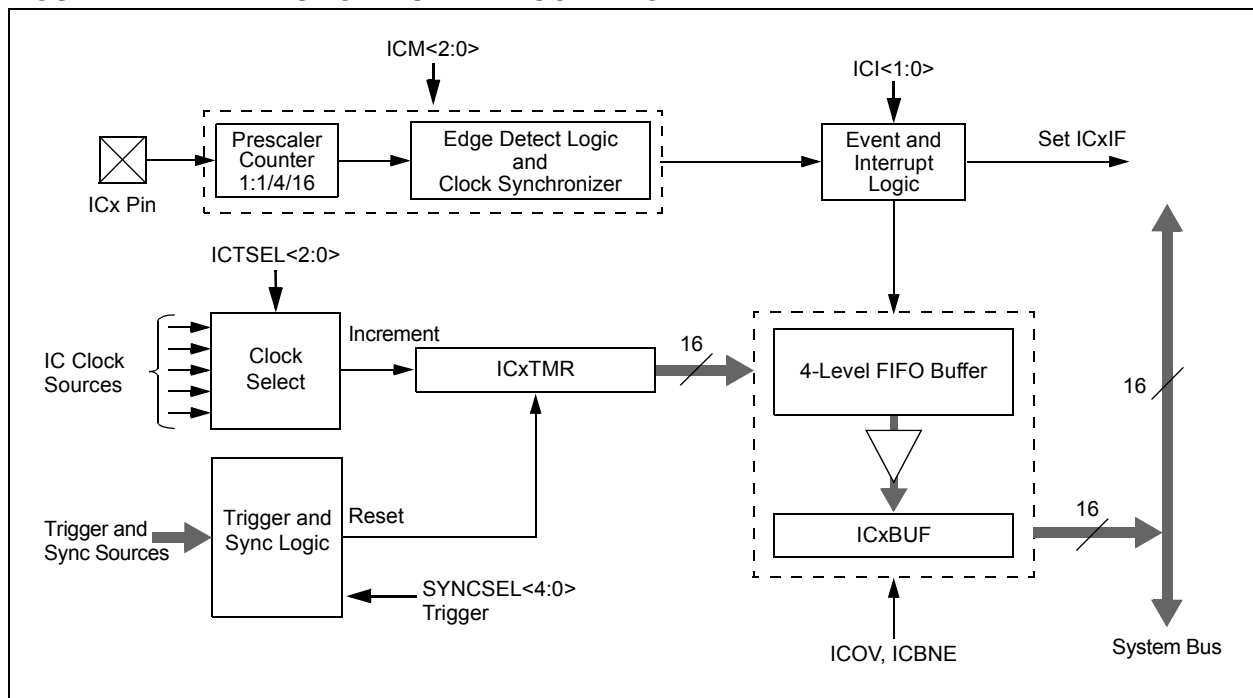 ICM<2:0>
ICI<1:0>
Prescaler
Counter
1:1/4/16
Edge Detect Logic
and
Clock Synchronizer
Event and
Interrupt
Logic
Set ICxIF
ICx Pin
ICTSEL<2:0>
IC Clock
Sources
Clock
Select
Increment
ICxTMR
16
4-Level FIFO Buffer
16
Trigger and
Sync Sources
Trigger and
Sync Logic
Reset
ICxBUF
16
SYNCSEL<4:0>
Trigger
ICOV, ICBNE
System Bus